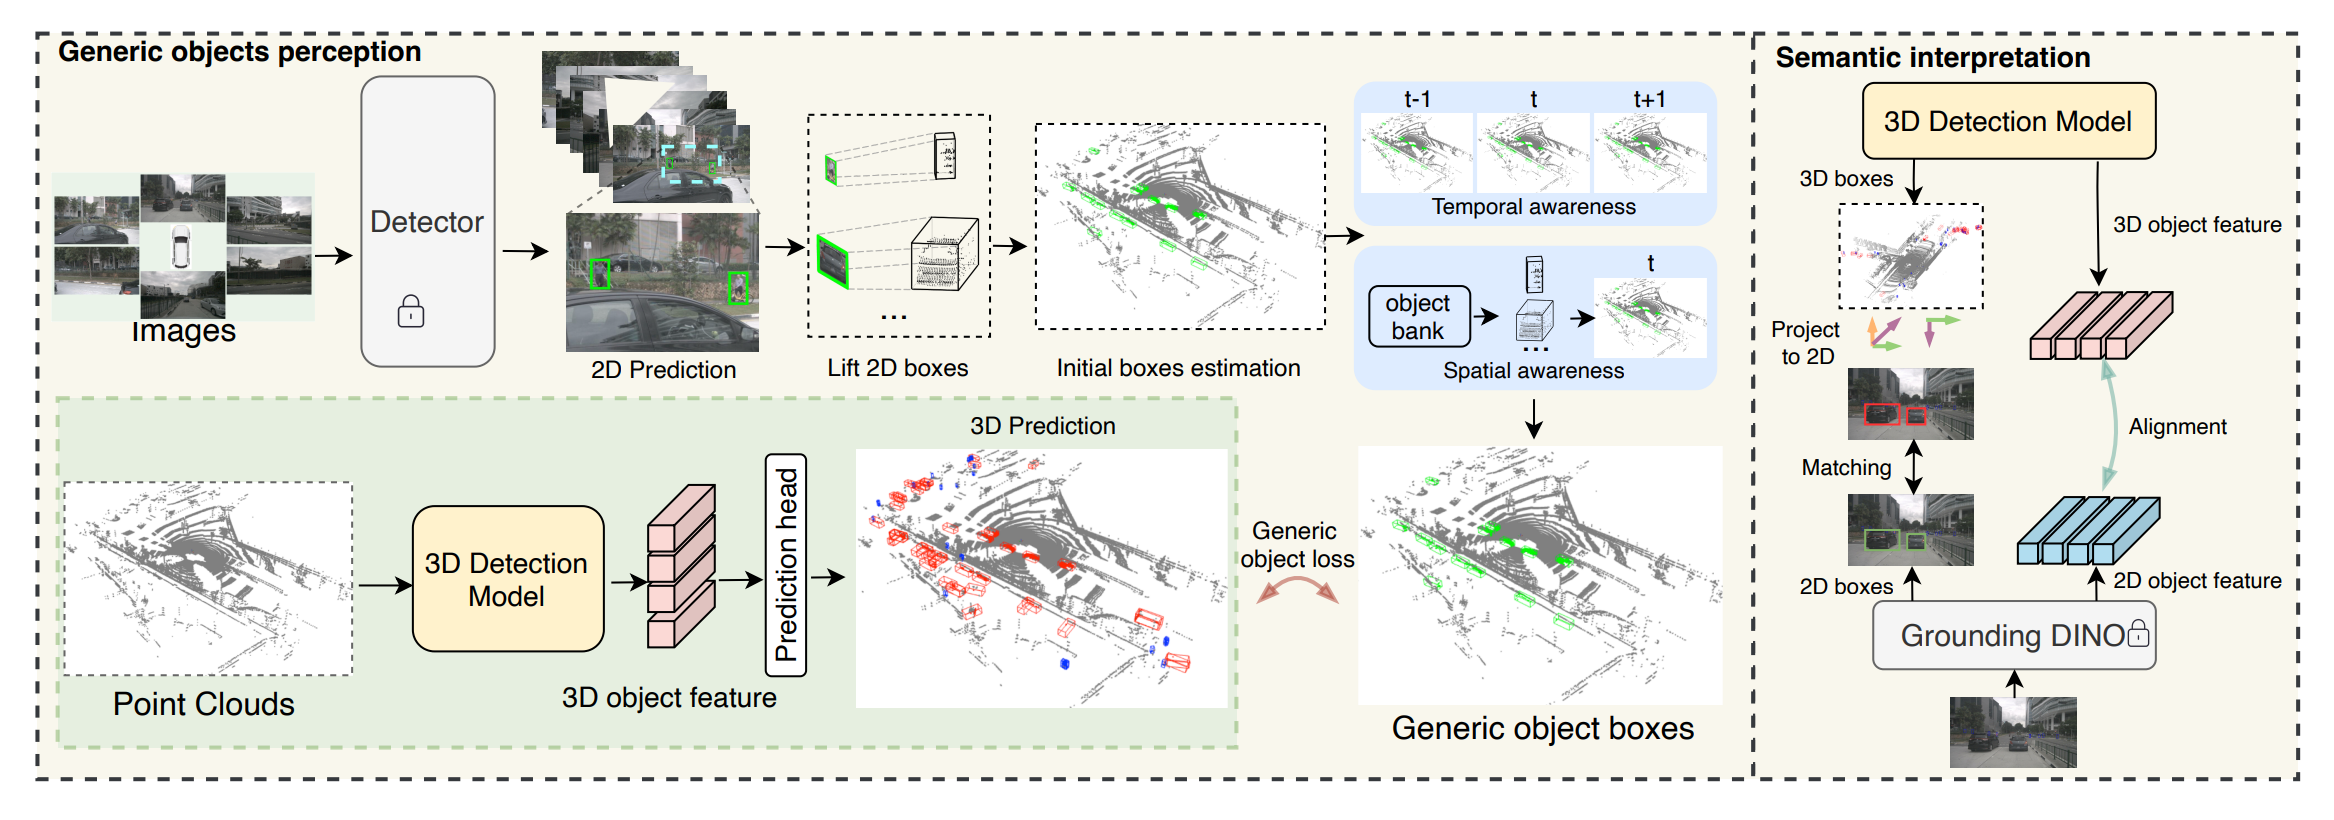 Generic objects perception
Images
Detector
2D Prediction
Lift 2D boxes
...
Initial boxes estimation
t-1
t
t+1
Temporal awareness
object
bank
...
t
Spatial awareness
Point Clouds
3D Detection
Model
3D object feature
Prediction head
3D Prediction
Generic
object loss
Generic object boxes
Semantic interpretation
3D Detection Model
3D boxes
3D object feature
Project
to 2D
Matching
Alignment
2D boxes
2D object feature
Grounding DINO